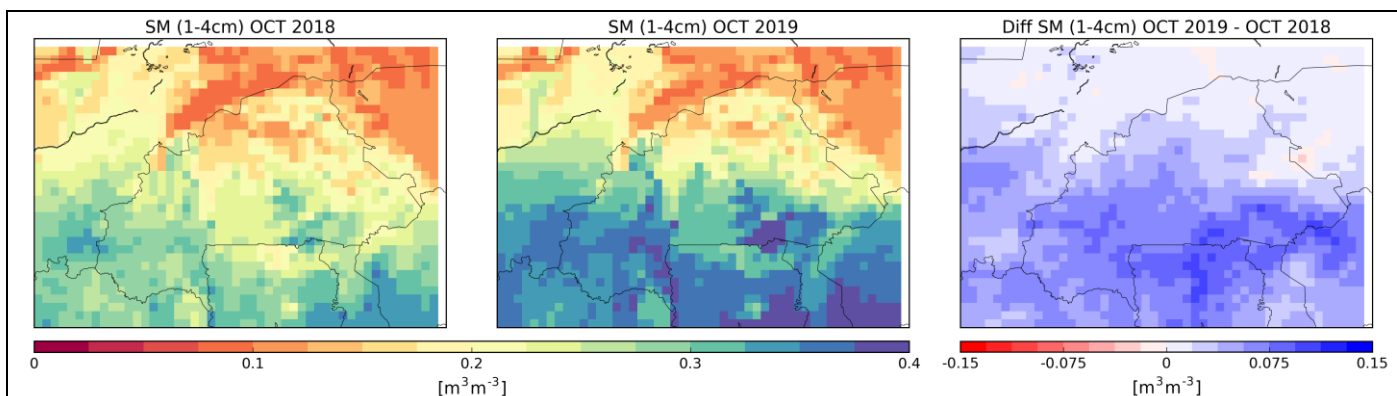 SM (1-4cm) OCT 2018
SM (1-4cm) OCT 2019
Diff SM (1-4cm) OCT 2019 - OCT 2018
0 0.1 0.2 0.3 0.4
[m³m⁻³]
-0.15 -0.075 0 0.075 0.15
[m³m⁻³]